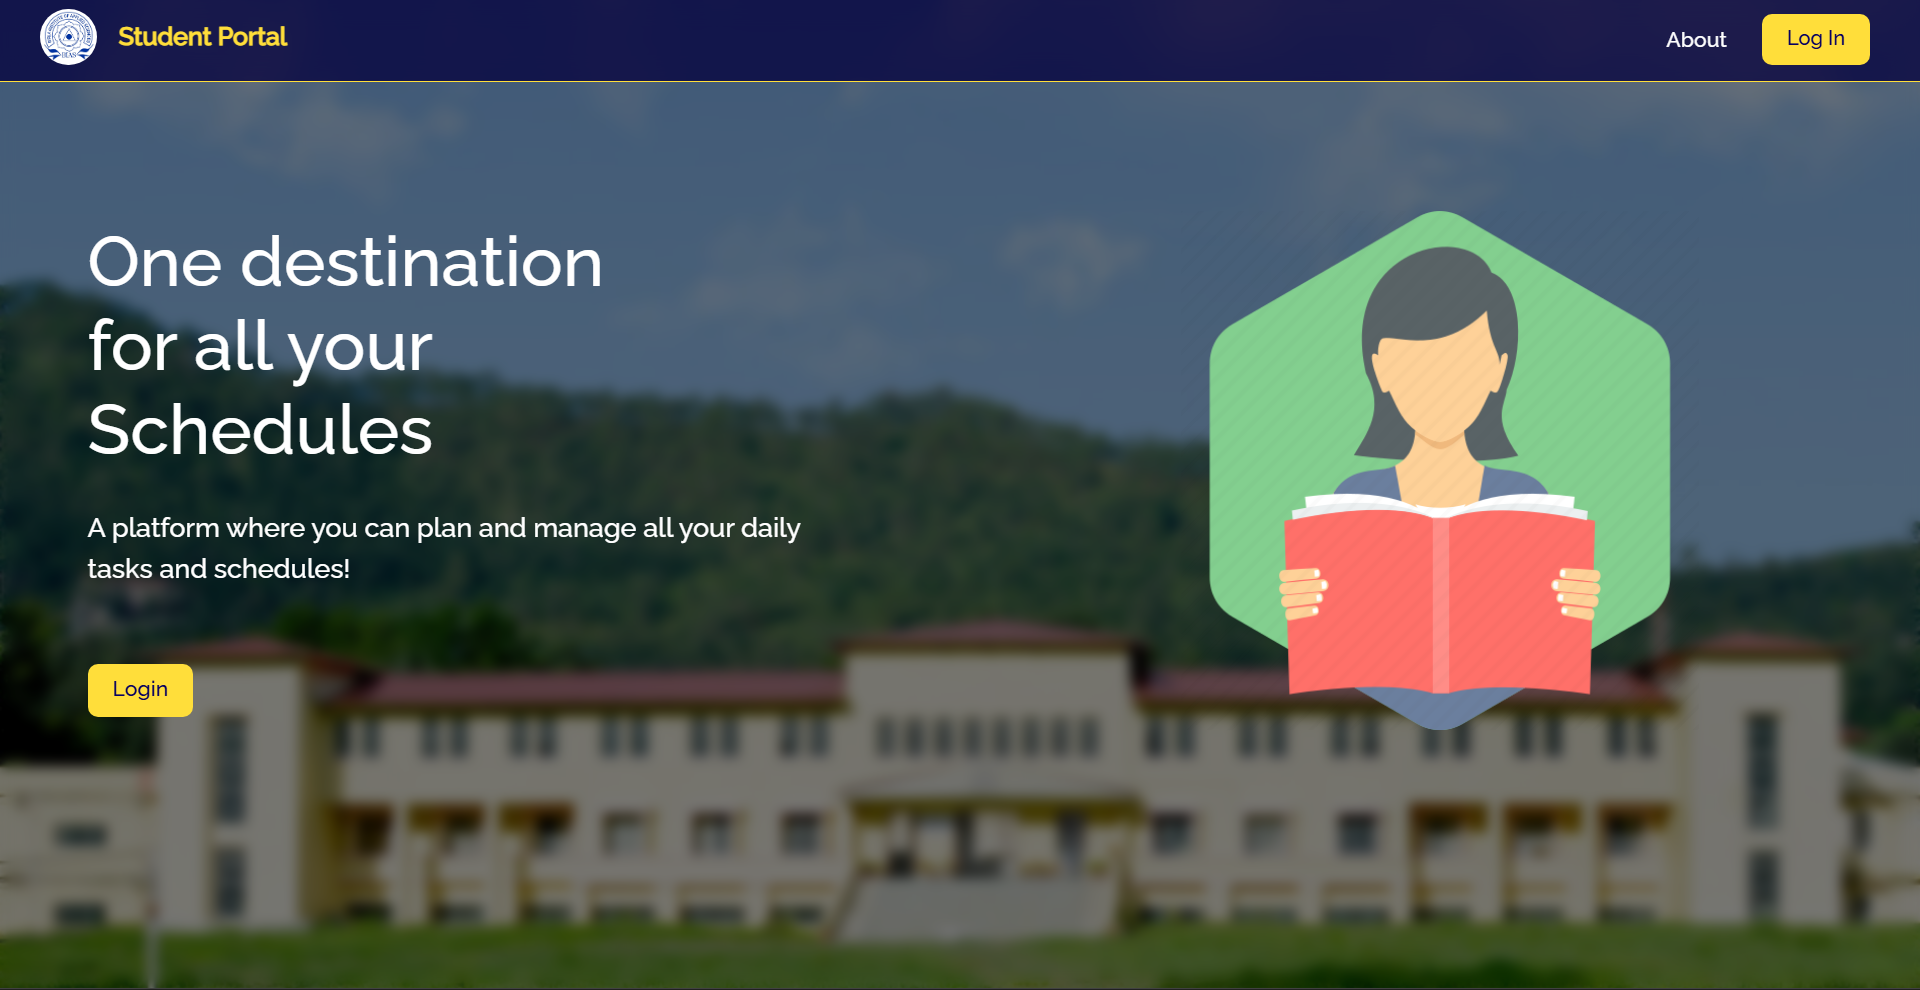 Student Portal
About
Log In
One destination
for all your
Schedules
A platform where you can plan and manage all your daily
tasks and schedules!
Login